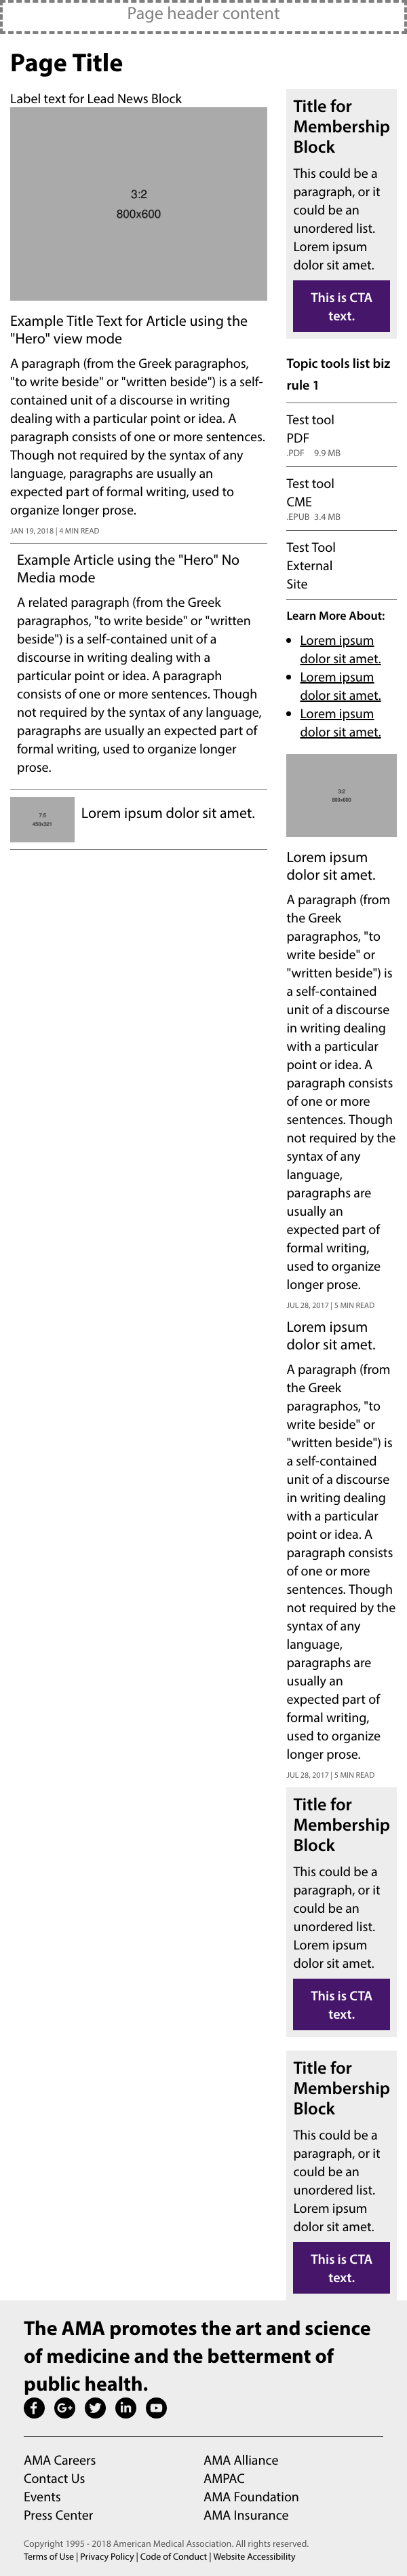 Page header content
Page Title
Label text for Lead News Block
3:2
800x600
Example Title Text for Article using the
"Hero" view mode
A paragraph (from the Greek paragraphos,
"to write beside" or "written beside") is a self-
contained unit of a discourse in writing
dealing with a particular point or idea. A
paragraph consists of one or more sentences.
Though not required by the syntax of any
language, paragraphs are usually an
expected part of formal writing, used to
organize longer prose.
JAN 19, 2018 | 4 MIN READ
Example Article using the "Hero" No
Media mode
A related paragraph (from the Greek
paragraphos, "to write beside" or "written
beside") is a self-contained unit of a
discourse in writing dealing with a
particular point or idea. A paragraph
consists of one or more sentences. Though
not required by the syntax of any language,
paragraphs are usually an expected part of
formal writing, used to organize longer
prose.
7:5
450x321
Lorem ipsum dolor sit amet.
Title for
Membership
Block
This could be a
paragraph, or it
could be an
unordered list.
Lorem ipsum
dolor sit amet.
This is CTA
text.
Topic tools list biz
rule 1
Test tool
PDF
.PDF 9.9 MB
Test tool
CME
.EPUB 3.4 MB
Test Tool
External
Site
Learn More About:
Lorem ipsum
dolor sit amet.
Lorem ipsum
dolor sit amet.
Lorem ipsum
dolor sit amet.
3:2
800x600
Lorem ipsum
dolor sit amet.
A paragraph (from
the Greek
paragraphos, "to
write beside" or
"written beside") is
a self-contained
unit of a discourse
in writing dealing
with a particular
point or idea. A
paragraph consists
of one or more
sentences. Though
not required by the
syntax of any
language,
paragraphs are
usually an
expected part of
formal writing,
used to organize
longer prose.
JUL 28, 2017 | 5 MIN READ
Lorem ipsum
dolor sit amet.
A paragraph (from
the Greek
paragraphos, "to
write beside" or
"written beside") is
a self-contained
unit of a discourse
in writing dealing
with a particular
point or idea. A
paragraph consists
of one or more
sentences. Though
not required by the
syntax of any
language,
paragraphs are
usually an
expected part of
formal writing,
used to organize
longer prose.
JUL 28, 2017 | 5 MIN READ
Title for
Membership
Block
This could be a
paragraph, or it
could be an
unordered list.
Lorem ipsum
dolor sit amet.
This is CTA
text.
Title for
Membership
Block
This could be a
paragraph, or it
could be an
unordered list.
Lorem ipsum
dolor sit amet.
This is CTA
text.
The AMA promotes the art and science
of medicine and the betterment of
public health.
AMA Careers
Contact Us
Events
Press Center
AMA Alliance
AMPAC
AMA Foundation
AMA Insurance
Copyright 1995 - 2018 American Medical Association. All rights reserved.
Terms of Use | Privacy Policy | Code of Conduct | Website Accessibility